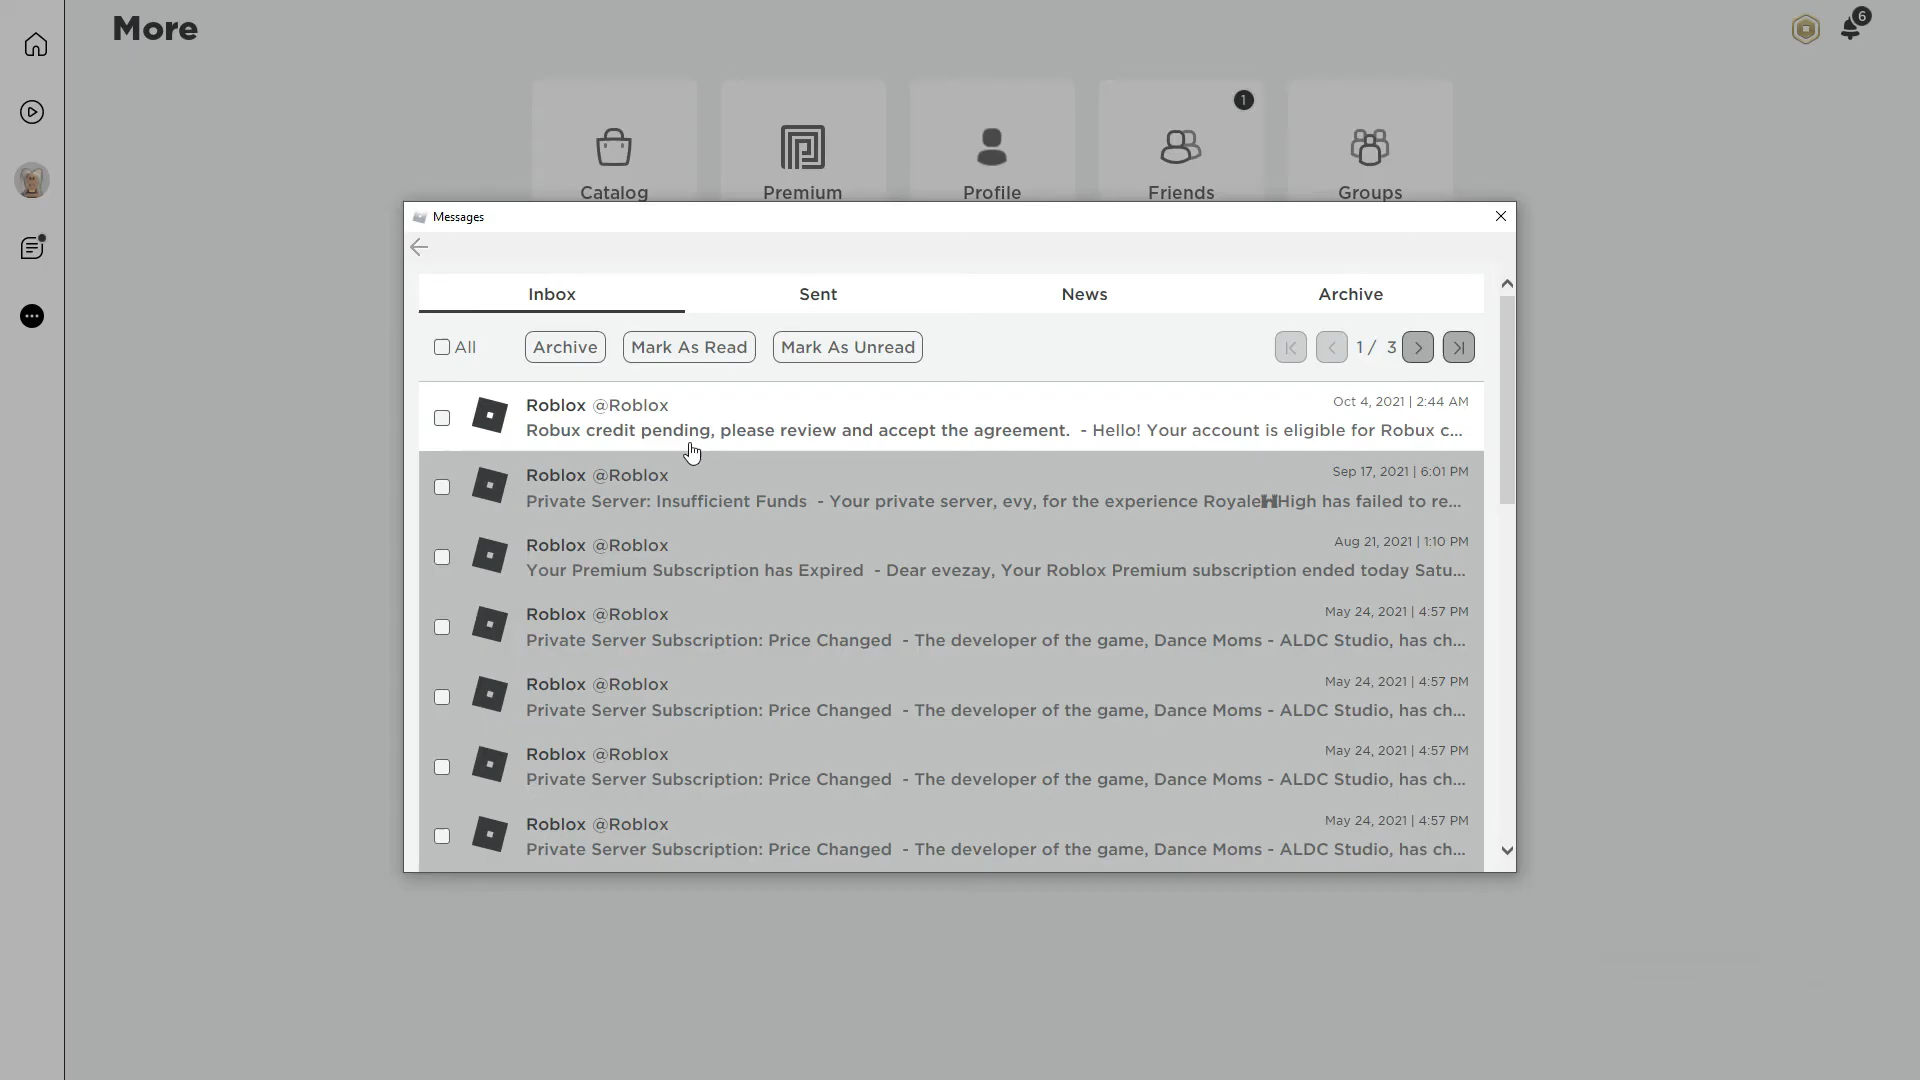 More
6
1
Catalog
Premium
Profile
Friends
Groups
Messages
Inbox
Sent
News
Archive
All
Archive
Mark As Read
Mark As Unread
1 / 3
Roblox @Roblox
Oct 4, 2021 | 2:44 AM
Robux credit pending, please review and accept the agreement. - Hello! Your account is eligible for Robux c...
Roblox @Roblox
Sep 17, 2021 | 6:01 PM
Private Server: Insufficient Funds - Your private server, evy, for the experience Royale High has failed to re...
Roblox @Roblox
Aug 21, 2021 | 1:10 PM
Your Premium Subscription has Expired - Dear evezay, Your Roblox Premium subscription ended today Satu...
Roblox @Roblox
May 24, 2021 | 4:57 PM
Private Server Subscription: Price Changed - The developer of the game, Dance Moms - ALDC Studio, has ch...
Roblox @Roblox
May 24, 2021 | 4:57 PM
Private Server Subscription: Price Changed - The developer of the game, Dance Moms - ALDC Studio, has ch...
Roblox @Roblox
May 24, 2021 | 4:57 PM
Private Server Subscription: Price Changed - The developer of the game, Dance Moms - ALDC Studio, has ch...
Roblox @Roblox
May 24, 2021 | 4:57 PM
Private Server Subscription: Price Changed - The developer of the game, Dance Moms - ALDC Studio, has ch...